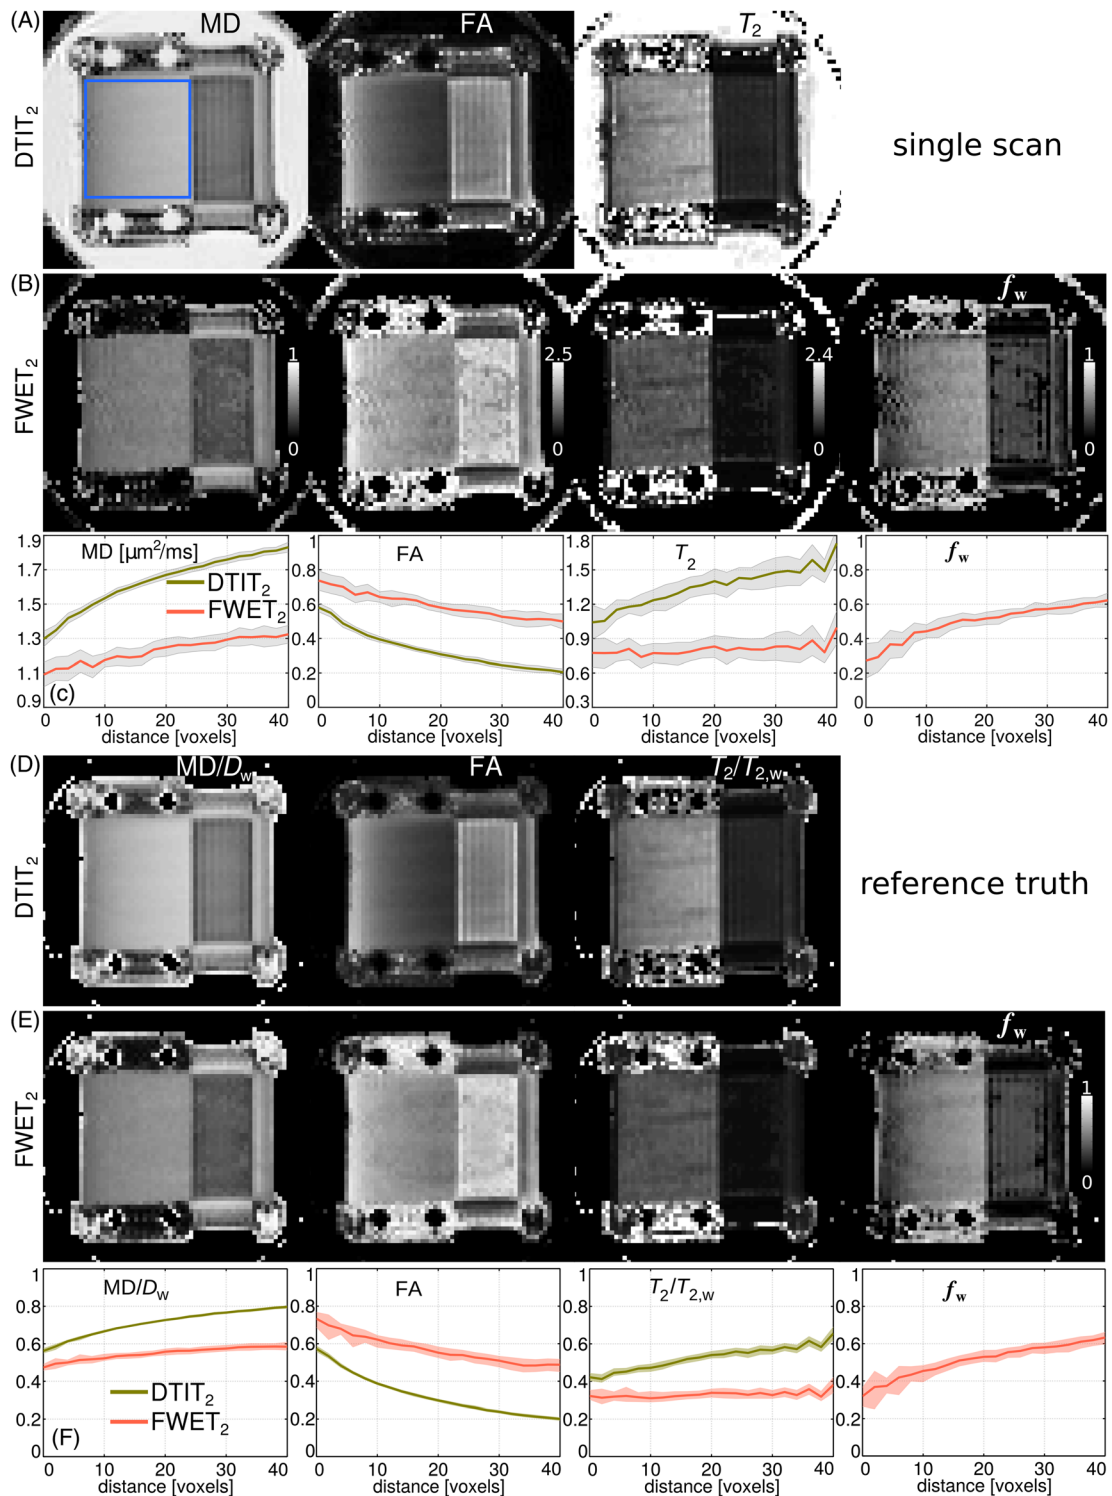 (A) MD FA T2
DTIT2
single scan
(B) fw
FWET2
1 2.5 2.4 1
0 0 0 0
1.9 1 1.8 1
MD [µm²/ms] FA T2 fw
1.7 0.8 1.5 0.8
DTIT2
1.5 0.6 1.2 0.6
FWET2
1.3 0.4 0.9 0.4
1.1 0.2 0.6 0.2
0.9 0 0.3 0
(c)
0 10 20 30 40 0 10 20 30 40 0 10 20 30 40 0 10 20 30 40
distance [voxels] distance [voxels] distance [voxels] distance [voxels]
(D) MD/Dw FA T2/T2,w
DTIT2
reference truth
(E) fw
FWET2
1
0
1 1 1 1
MD/Dw FA T2/T2,w fw
0.8 0.8 0.8 0.8
0.6 0.6 0.6 0.6
0.4 0.4 0.4 0.4
DTIT2
0.2 0.2 0.2 0.2
FWET2
(F)
0 0 0 0
0 10 20 30 40 0 10 20 30 40 0 10 20 30 40 0 10 20 30 40
distance [voxels] distance [voxels] distance [voxels] distance [voxels]